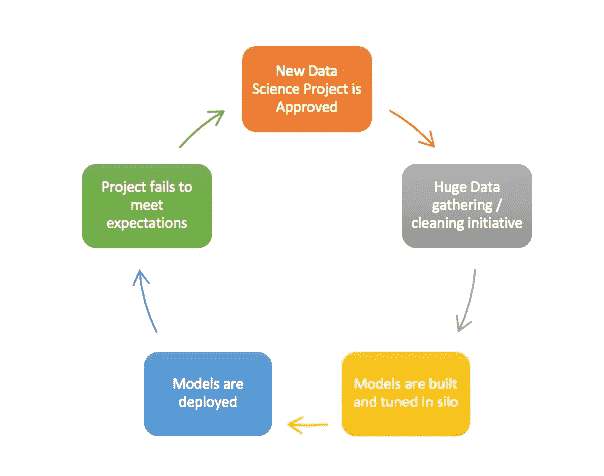 New Data
Science Project is
Approved
Huge Data
gathering /
cleaning initiative
Models are built
and tuned in silo
Models are
deployed
Project fails to
meet
expectations